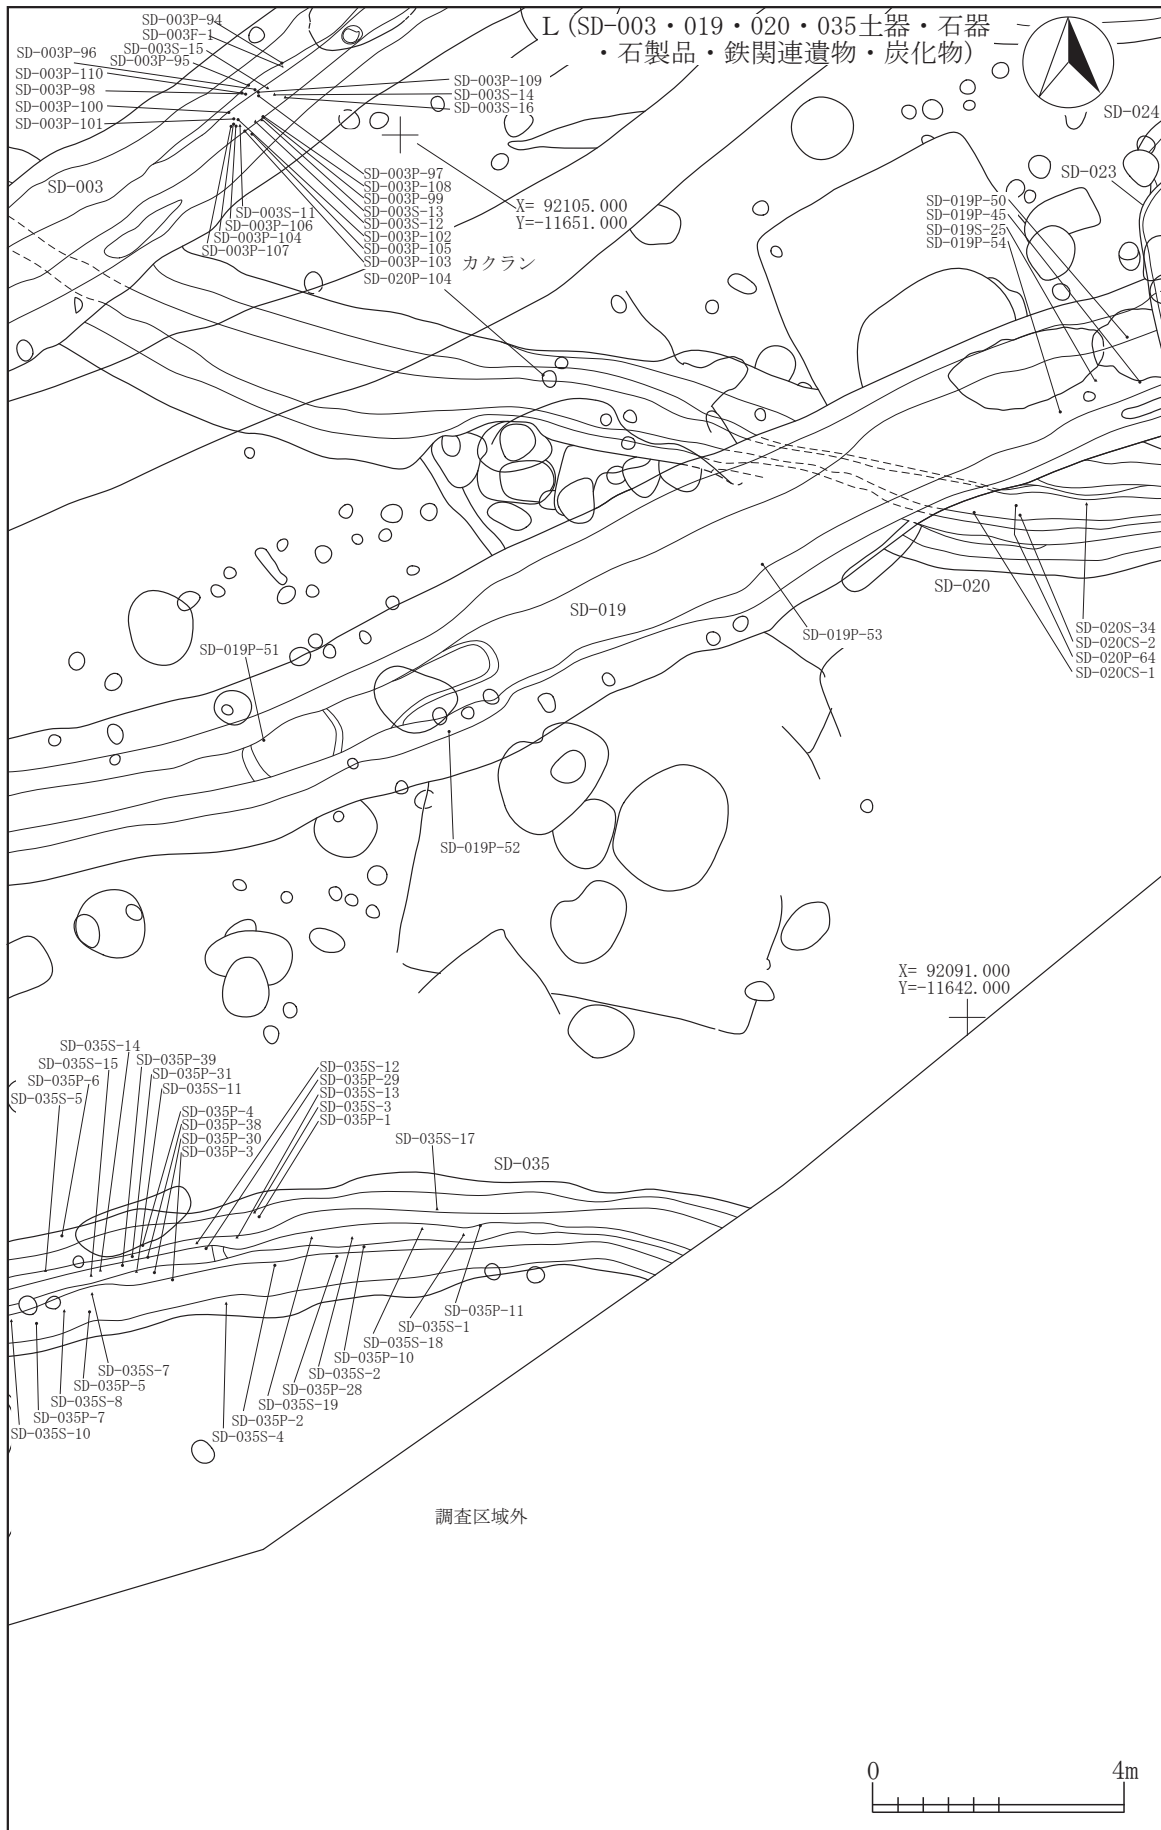 L(SD-003・019・020・035土器・石器
・石製品・鉄関連遺物・炭化物)
SD-003P-94
SD-003F-1
SD-003S-15
SD-003P-95
SD-003P-96
SD-003P-110
SD-003P-98
SD-003P-100
SD-003P-101
SD-003P-109
SD-003S-14
SD-003S-16
SD-024
SD-023
SD-003
SD-003P-97
SD-003P-108
SD-003P-99
SD-003S-13
SD-003S-12
SD-003P-102
SD-003P-105
SD-003P-103
SD-020P-104
SD-003S-11
SD-003P-106
SD-003P-104
SD-003P-107
X= 92105.000
Y=-11651.000
カクラン
SD-019P-50
SD-019P-45
SD-019S-25
SD-019P-54
SD-020
SD-019
SD-019P-53
SD-020S-34
SD-020CS-2
SD-020P-64
SD-020CS-1
SD-019P-51
SD-019P-52
X= 92091.000
Y=-11642.000
SD-035S-14
SD-035S-15
SD-035P-6
SD-035S-5
SD-035P-39
SD-035P-31
SD-035S-11
SD-035P-4
SD-035P-38
SD-035P-30
SD-035P-3
SD-035S-12
SD-035P-29
SD-035S-13
SD-035S-3
SD-035P-1
SD-035S-17
SD-035
SD-035P-11
SD-035S-1
SD-035S-18
SD-035P-10
SD-035S-2
SD-035P-28
SD-035S-19
SD-035P-2
SD-035S-4
SD-035S-7
SD-035P-5
SD-035S-8
SD-035P-7
SD-035S-10
調査区域外
0 4m